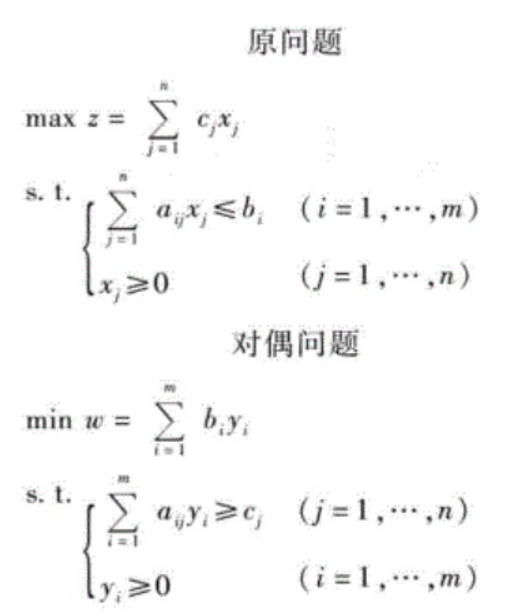 原问题
max z = ∑_{j=1}^{n} c_j x_j
s. t. { ∑_{j=1}^{n} a_{ij} x_j ≤ b_i (i = 1, ⋯, m)
x_j ≥ 0 (j = 1, ⋯, n)
对偶问题
min w = ∑_{i=1}^{m} b_i y_i
s. t. { ∑_{i=1}^{m} a_{ij} y_i ≥ c_j (j = 1, ⋯, n)
y_i ≥ 0 (i = 1, ⋯, m)